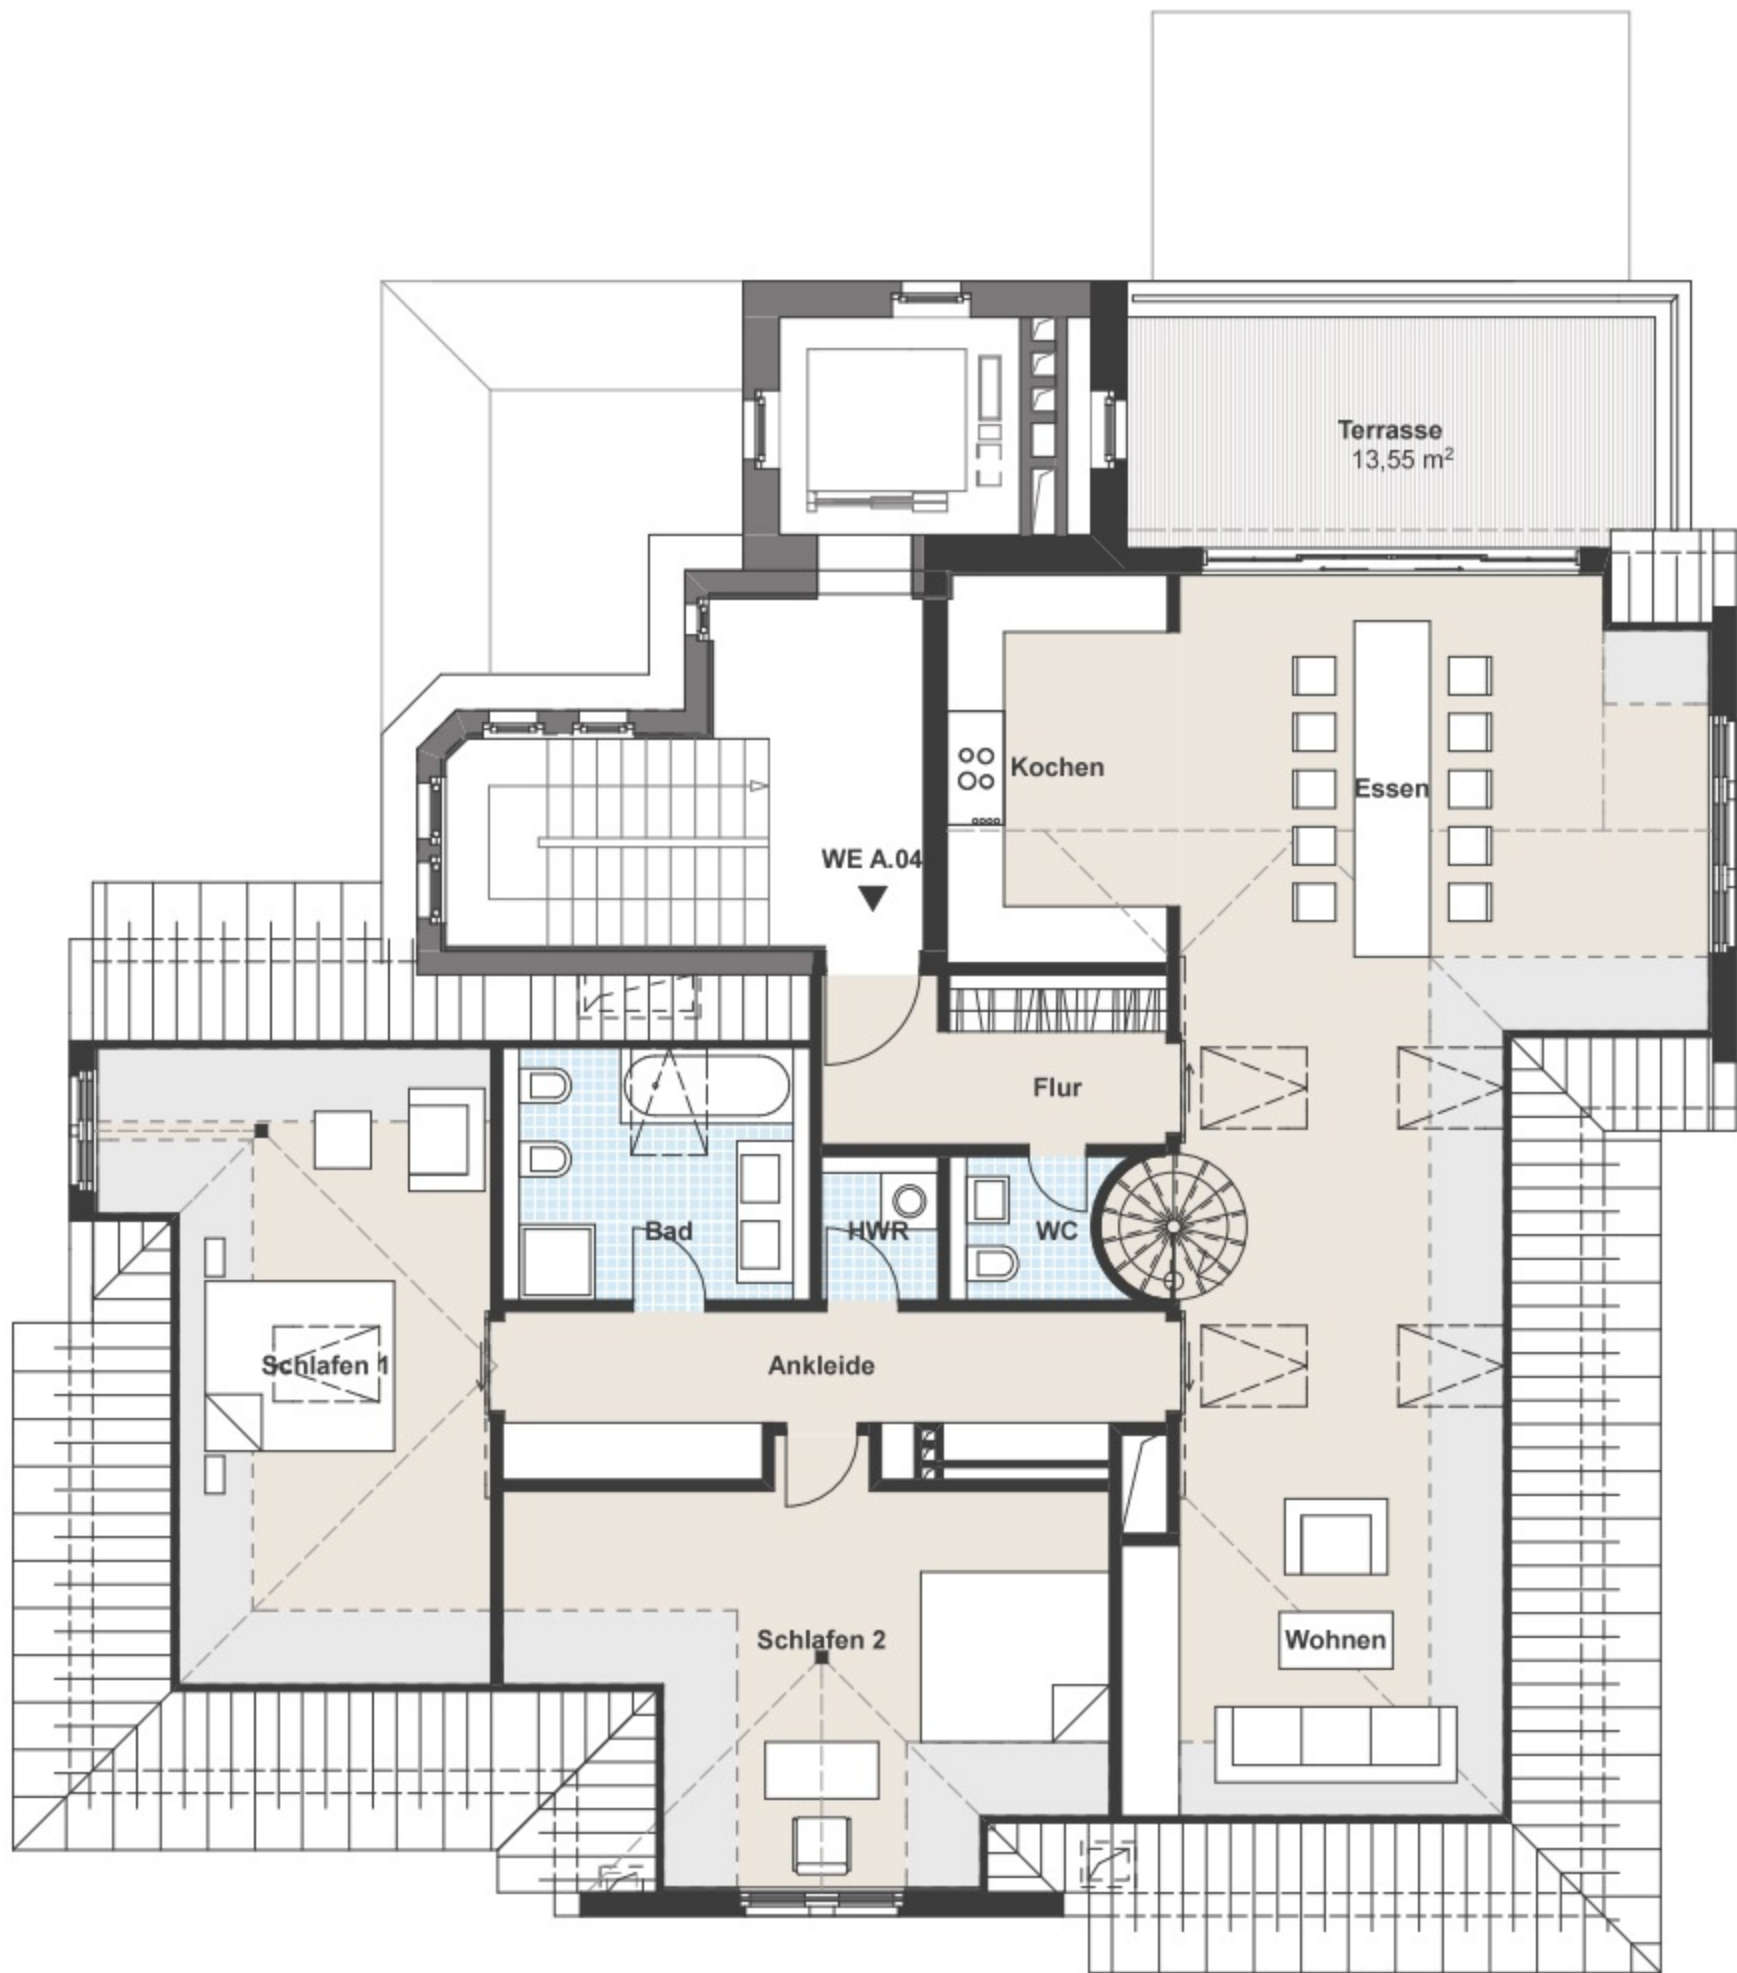 Terrasse
13,55 m²
Kochen
Essen
WE A.04
Flur
Bad
HWR
WC
Schlafen 1
Ankleide
Schlafen 2
Wohnen